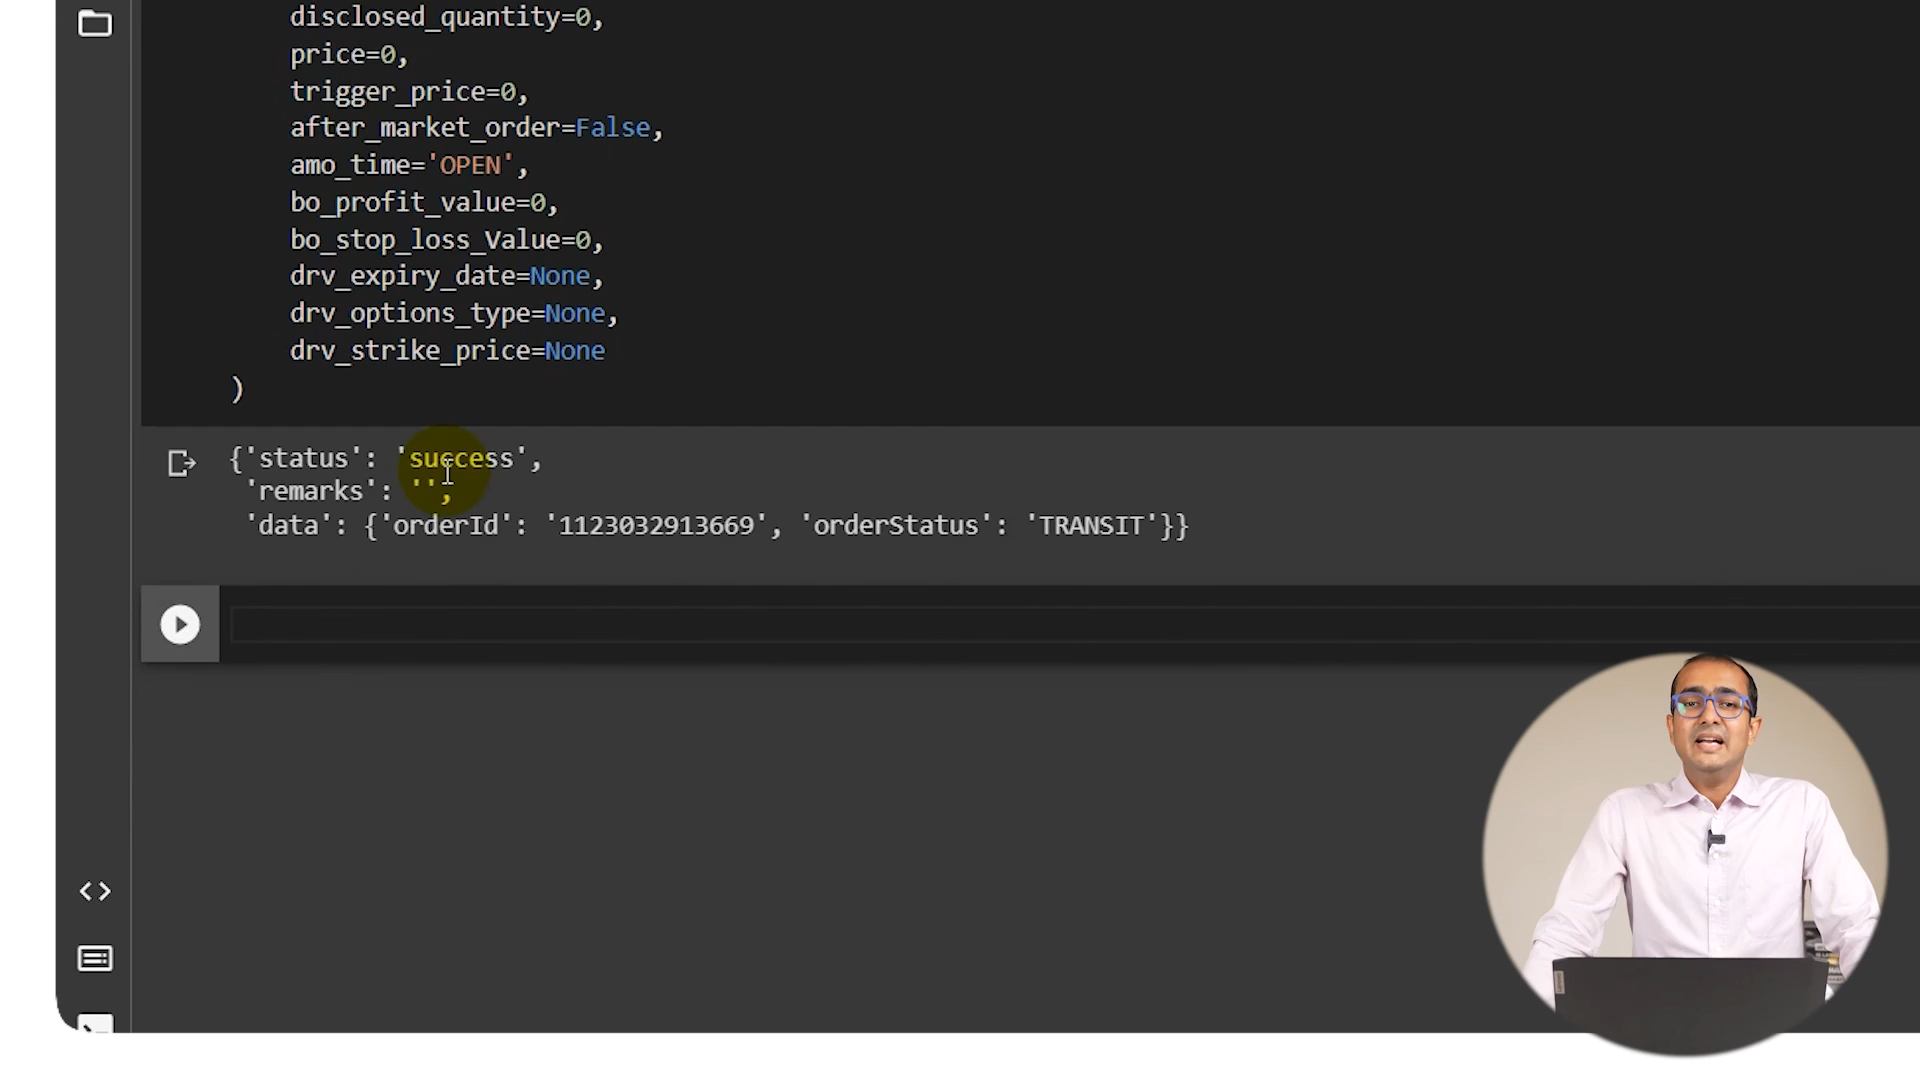 disclosed_quantity=0,
price=0,
trigger_price=0,
after_market_order=False,
amo_time='OPEN',
bo_profit_value=0,
bo_stop_loss_Value=0,
drv_expiry_date=None,
drv_options_type=None,
drv_strike_price=None
)
{'status': 'success',
'remarks': '',
'data': {'orderId': '1123032913669', 'orderStatus': 'TRANSIT'}}
Lenovo